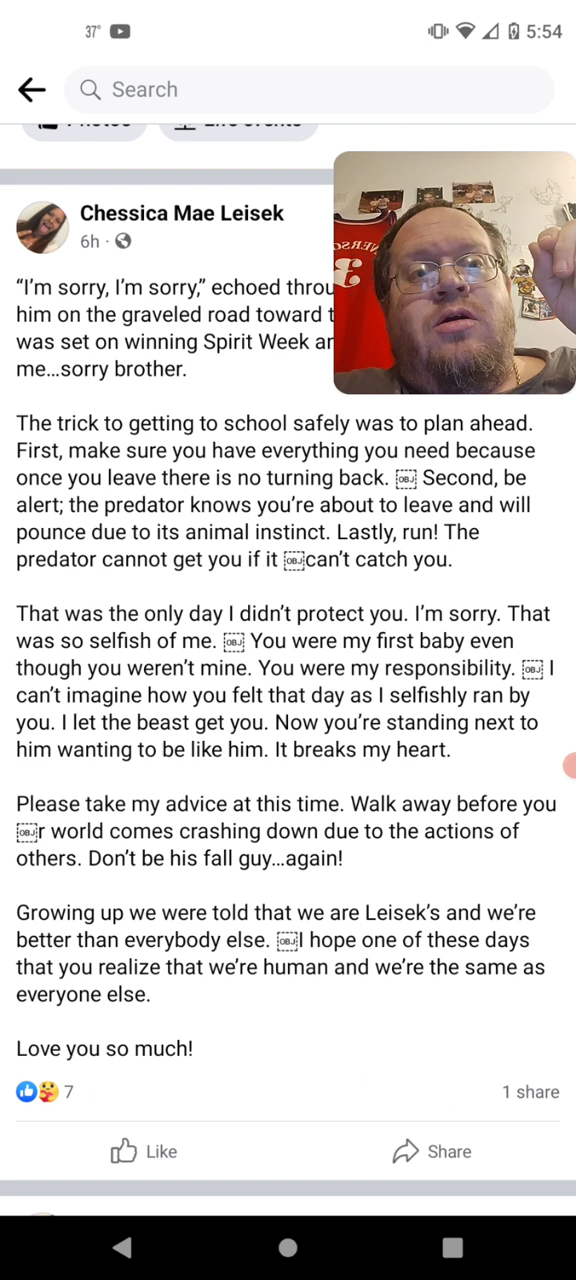 37°
5:54
Search
Chessica Mae Leisek
6h
“I’m sorry, I’m sorry,” echoed
him on the graveled road toward
was set on winning Spirit Week
me...sorry brother.
The trick to getting to school safely was to plan ahead.
First, make sure you have everything you need because
once you leave there is no turning back. OBJ Second, be
alert; the predator knows you’re about to leave and will
pounce due to its animal instinct. Lastly, run! The
predator cannot get you if it OBJ can’t catch you.
That was the only day I didn’t protect you. I’m sorry. That
was so selfish of me. OBJ You were my first baby even
though you weren’t mine. You were my responsibility. OBJ I
can’t imagine how you felt that day as I selfishly ran by
you. I let the beast get you. Now you’re standing next to
him wanting to be like him. It breaks my heart.
Please take my advice at this time. Walk away before you
OBJ r world comes crashing down due to the actions of
others. Don’t be his fall guy...again!
Growing up we were told that we are Leisek’s and we’re
better than everybody else. OBJ I hope one of these days
that you realize that we’re human and we’re the same as
everyone else.
Love you so much!
7
1 share
Like
Share